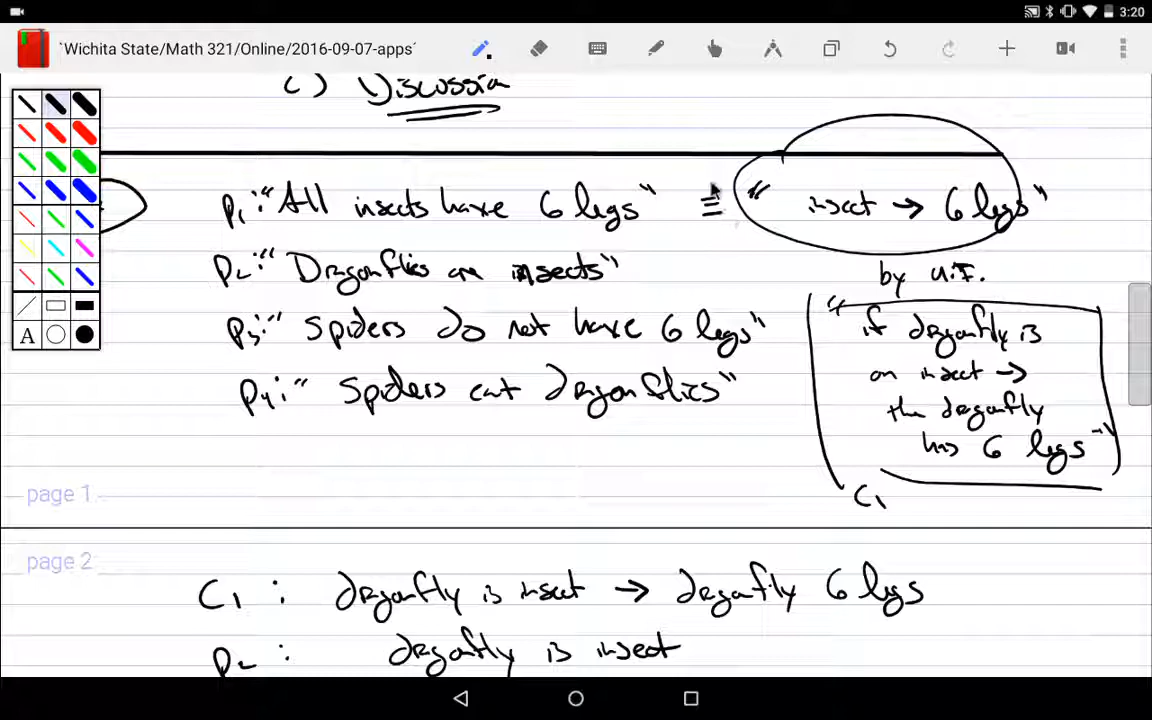 3:20
`Wichita State/Math 321/Online/2016-09-07-apps´
c) Discussion
P1: "All insects have 6 legs" ≡ " insect → 6 legs"
P2: "Dragonflies are insects"
by U.I.
P3: "Spiders do not have 6 legs"
P4: " Spiders eat dragonflies"
" if dragonfly is
an insect →
the dragonfly
has 6 legs"
C1
page 1
page 2
C1 : dragonfly is insect → dragonfly 6 legs
P2 : dragonfly is insect
A